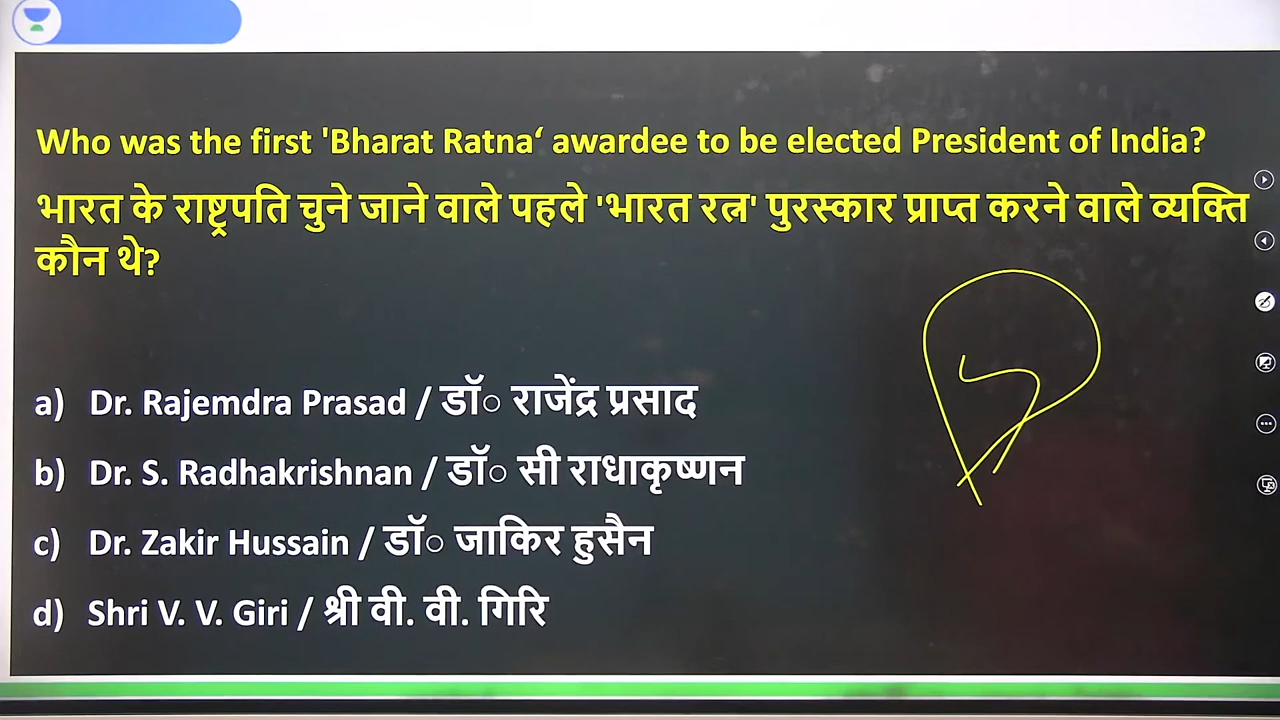 Who was the first 'Bharat Ratna‘ awardee to be elected President of India?
भारत के राष्ट्रपति चुने जाने वाले पहले 'भारत रत्न' पुरस्कार प्राप्त करने वाले व्यक्ति
कौन थे?
a) Dr. Rajemdra Prasad / डॉ० राजेंद्र प्रसाद
b) Dr. S. Radhakrishnan / डॉ० सी राधाकृष्णन
c) Dr. Zakir Hussain / डॉ० जाकिर हुसैन
d) Shri V. V. Giri / श्री वी. वी. गिरि